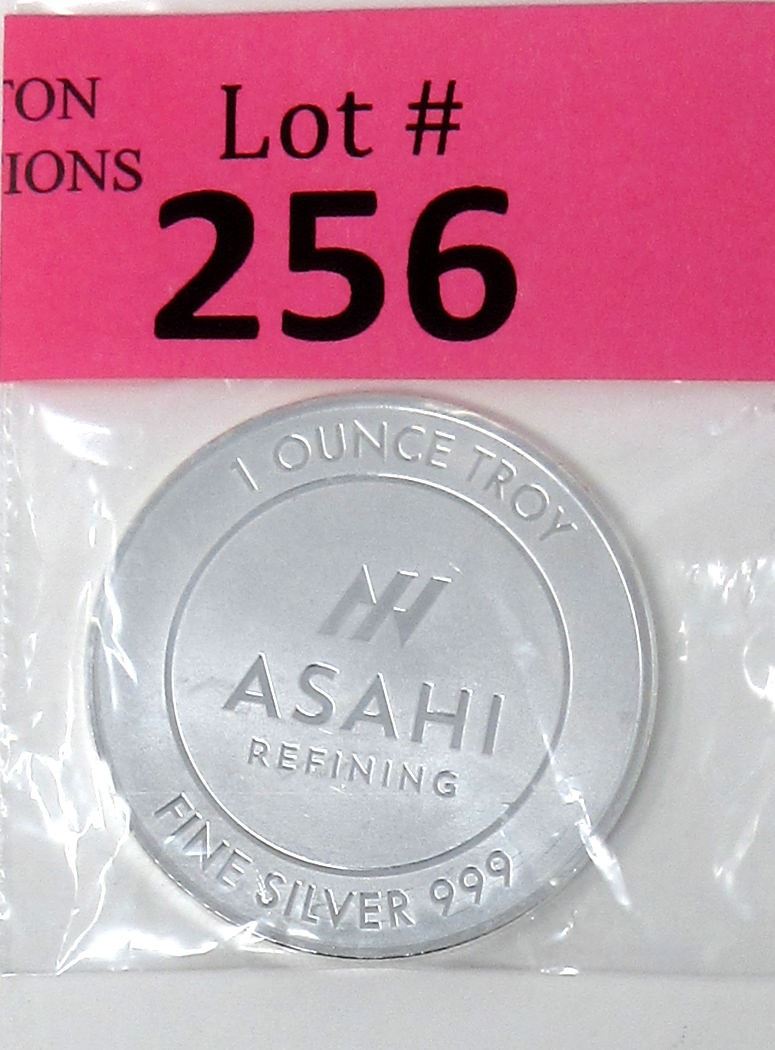 TON
IONS
Lot #
256
1 OUNCE TROY
ASAHI
REFINING
FINE SILVER 999